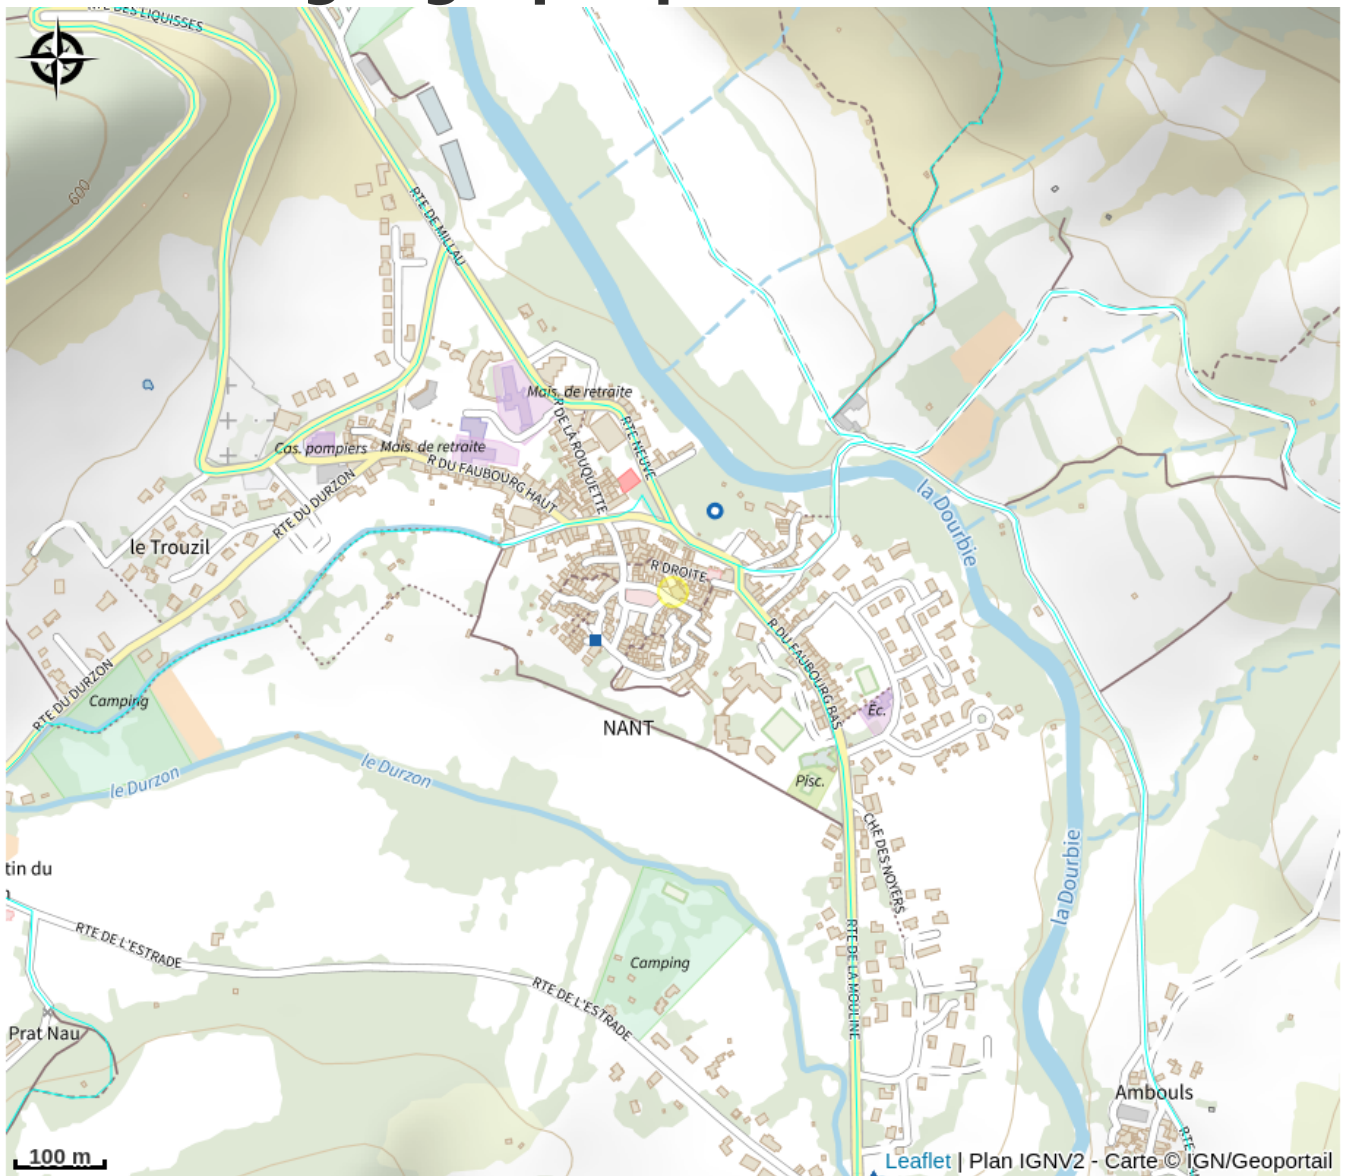 RTE DES LIQUISSES
600
RTE DE MILLAU
Mais. de retraite
R DE LA ROUQUETTE
RTE NEUVE
Cas. pompiers
Mais. de retraite
R DU FAUBOURG HAUT
RTE DU DURZON
la Dourbie
le Trouzil
R DROITE
R DU FAUBOURG BAS
RTE DU DURZON
Camping
NANT
Éc.
le Durzon
le Durzon
Pisc.
CHE DES NOYERS
la Dourbie
tin du
RTE DE L'ESTRADE
RTE DE LA MOULINE
Camping
RTE DE L'ESTRADE
Prat Nau
Ambouls
RTE
100 m
Leaflet | Plan IGNV2 - Carte © IGN/Geoportail